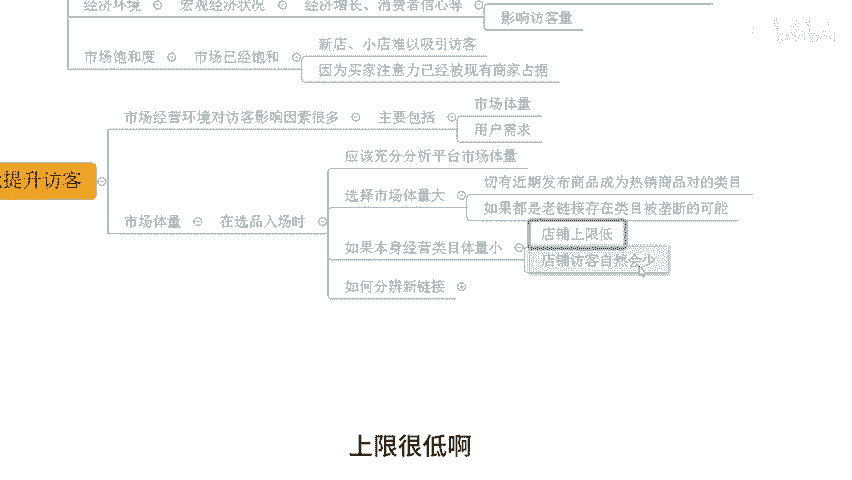 经济环境 宏观经济状况 经济增长、消费者信心等
影响访客量
市场饱和度 市场已经饱和
新店、小店难以吸引访客
因为买家注意力已经被现有商家占据
市场经营环境对访客影响因素很多 主要包括
市场体量
用户需求
提升访客
市场体量 在选品入场时
应该充分分析平台市场体量
选择市场体量大
切有近期发布商品成为热销商品对的类目
如果都是老链接存在类目被垄断的可能
如果本身经营类目体量小
店铺上限低
店铺访客自然会少
如何分辨新链接
上限很低啊